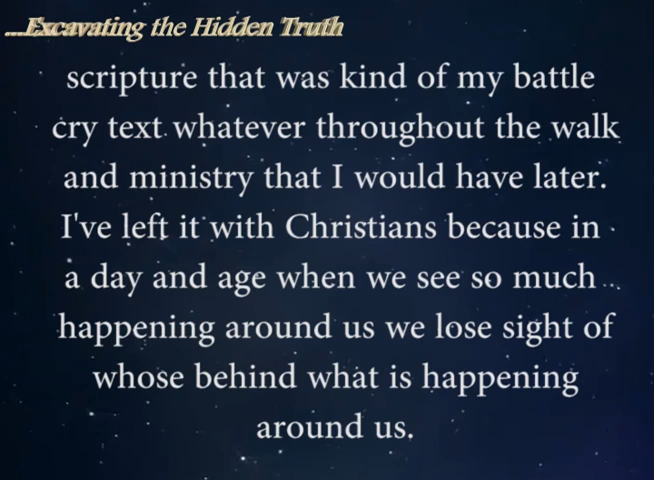 ...Excavating the Hidden Truth
scripture that was kind of my battle
cry text whatever throughout the walk
and ministry that I would have later.
I've left it with Christians because in
a day and age when we see so much
happening around us we lose sight of
whose behind what is happening
around us.